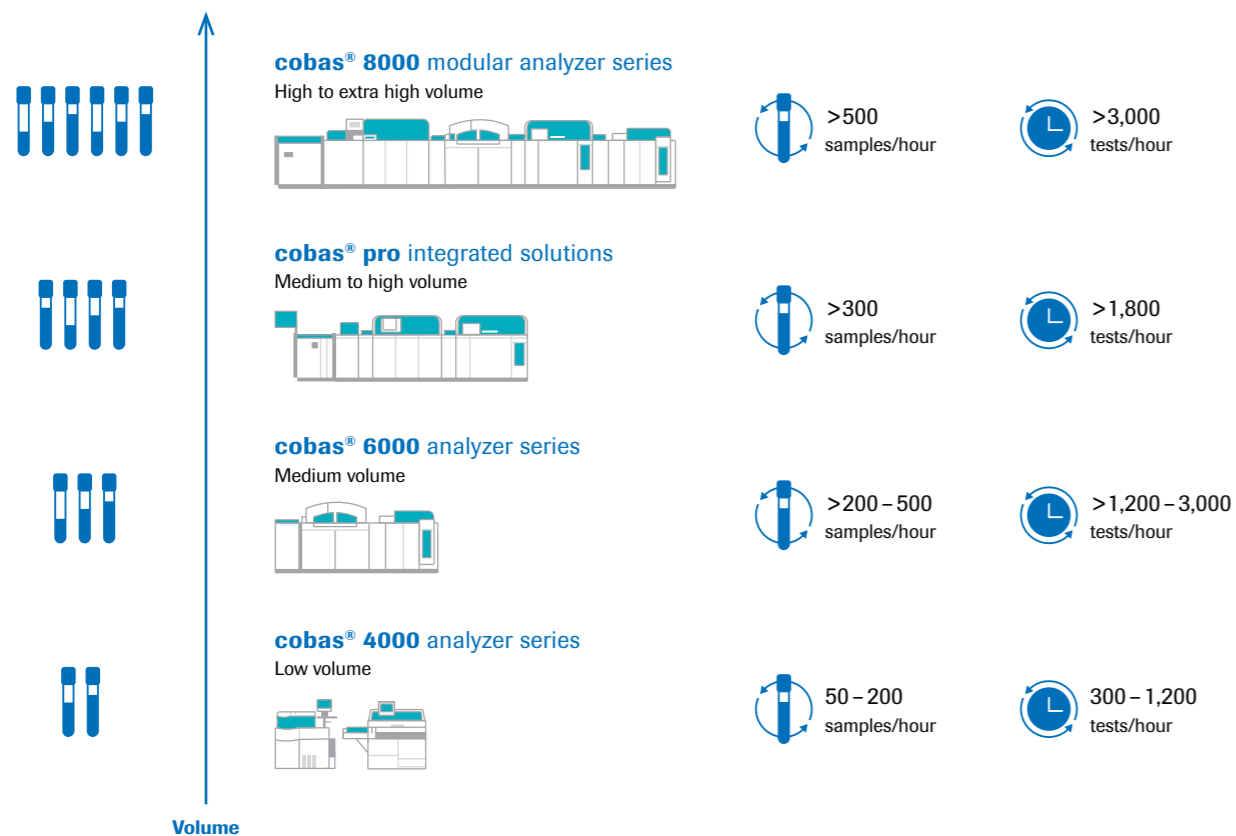 cobas® 8000 modular analyzer series
High to extra high volume
>500
samples/hour
>3,000
tests/hour
cobas® pro integrated solutions
Medium to high volume
>300
samples/hour
>1,800
tests/hour
cobas® 6000 analyzer series
Medium volume
>200 – 500
samples/hour
>1,200 – 3,000
tests/hour
cobas® 4000 analyzer series
Low volume
50 – 200
samples/hour
300 – 1,200
tests/hour
Volume